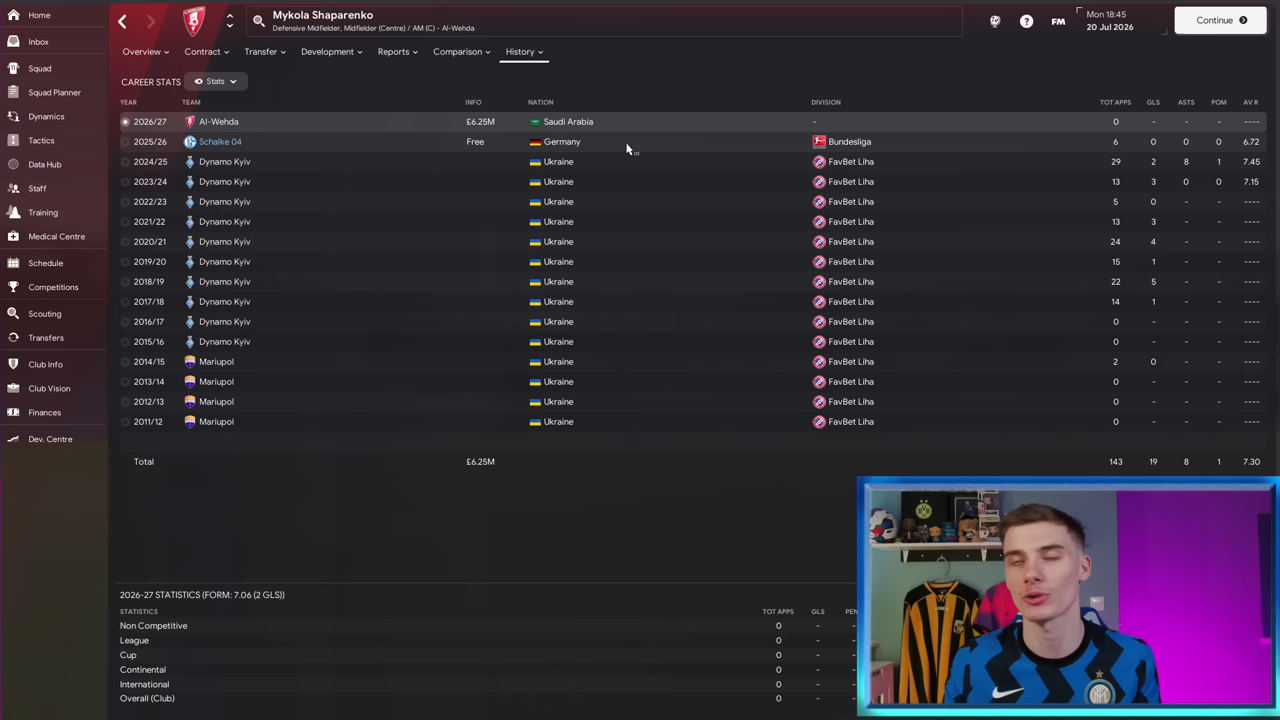 Home
Inbox
Squad
Squad Planner
Dynamics
Tactics
Data Hub
Staff
Training
Medical Centre
Schedule
Competitions
Scouting
Transfers
Club Info
Club Vision
Finances
Dev. Centre
Mykola Shaparenko
Defensive Midfielder, Midfielder (Centre) / AM (C) - Al-Wehda
FM
Mon 18:45
20 Jul 2026
Continue
Overview Contract Transfer Development Reports Comparison History
CAREER STATS Stats
YEAR TEAM INFO NATION DIVISION TOT APPS GLS ASTS POM AV R
2026/27 Al-Wehda £6.25M Saudi Arabia - 0 - - - ----
2025/26 Schalke 04 Free Germany Bundesliga 6 0 0 0 6.72
2024/25 Dynamo Kyiv Ukraine FavBet Liha 29 2 8 1 7.45
2023/24 Dynamo Kyiv Ukraine FavBet Liha 13 3 0 0 7.15
2022/23 Dynamo Kyiv Ukraine FavBet Liha 5 0 - - ----
2021/22 Dynamo Kyiv Ukraine FavBet Liha 13 3 - - ----
2020/21 Dynamo Kyiv Ukraine FavBet Liha 24 4 - - ----
2019/20 Dynamo Kyiv Ukraine FavBet Liha 15 1 - - ----
2018/19 Dynamo Kyiv Ukraine FavBet Liha 22 5 - - ----
2017/18 Dynamo Kyiv Ukraine FavBet Liha 14 1 - - ----
2016/17 Dynamo Kyiv Ukraine FavBet Liha 0 - - - ----
2015/16 Dynamo Kyiv Ukraine FavBet Liha 0 - - - ----
2014/15 Mariupol Ukraine FavBet Liha 2 0 - - ----
2013/14 Mariupol Ukraine FavBet Liha 0 - - - ----
2012/13 Mariupol Ukraine FavBet Liha 0 - - - ----
2011/12 Mariupol Ukraine FavBet Liha 0 - - - ----
Total £6.25M 143 19 8 1 7.30
2026-27 STATISTICS (FORM: 7.06 (2 GLS))
STATISTICS TOT APPS GLS PEN
Non Competitive 0 - -
League 0 - -
Cup 0 - -
Continental 0 - -
International 0 - -
Overall (Club) 0 - -